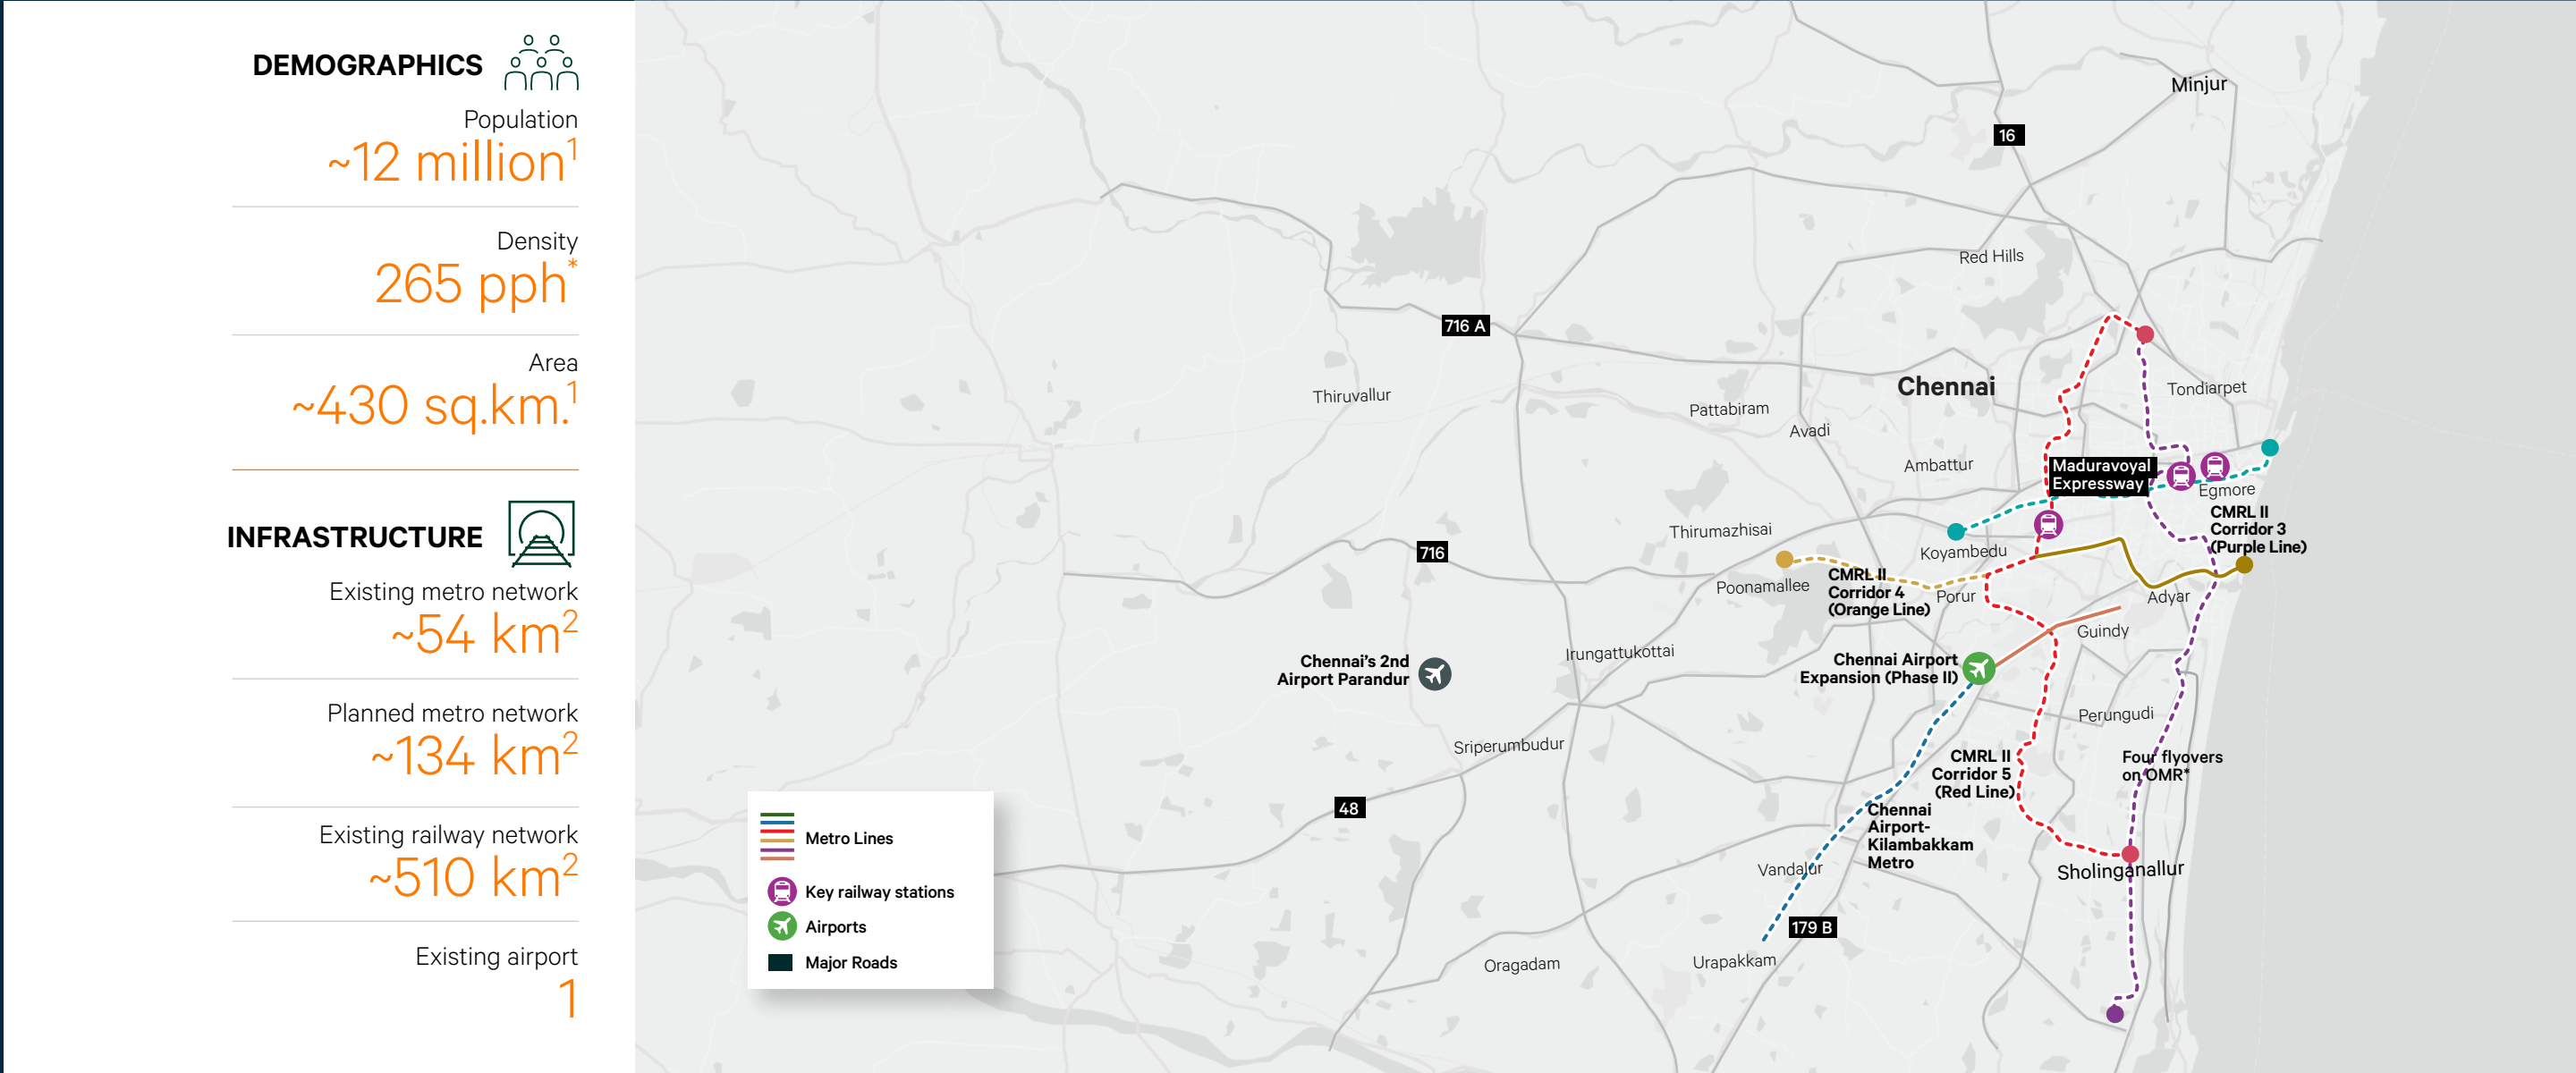 DEMOGRAPHICS
Population
~12 million¹
Density
265 pph*
Area
~430 sq.km.¹
INFRASTRUCTURE
Existing metro network
~54 km²
Planned metro network
~134 km²
Existing railway network
~510 km²
Existing airport
1
Minjur
16
Red Hills
716 A
Chennai
Tondiarpet
Thiruvallur
Pattabiram
Avadi
Ambattur
Maduravoyal
Expressway
Egmore
CMRL II
Corridor 3
(Purple Line)
Thirumazhisai
Koyambedu
716
Poonamallee
CMRL II
Corridor 4
(Orange Line)
Porur
Adyar
Guindy
Irungattukottai
Chennai's 2nd
Airport Parandur
Chennai Airport
Expansion (Phase II)
Perungudi
Sriperumbudur
CMRL II
Corridor 5
(Red Line)
Four flyovers
on OMR*
48
Chennai
Airport-
Kilambakkam
Metro
Vandalur
Sholinganallur
179 B
Urapakkam
Oragadam
Metro Lines
Key railway stations
Airports
Major Roads